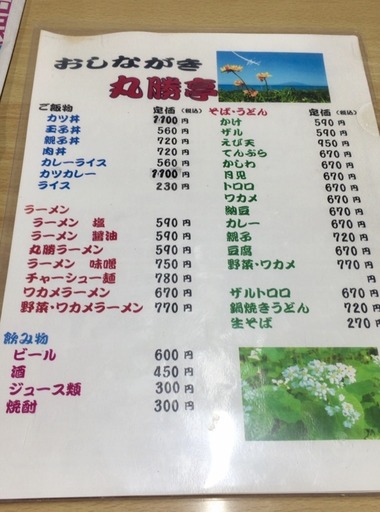 おしながき
丸勝亭
ご飯物 定価 (税込)
カツ丼 1100円
玉子丼 560円
親子丼 720円
肉丼 720円
カレーライス 560円
カツカレー 1100円
ライス 230円
ラーメン
ラーメン 塩 590円
ラーメン 醤油 590円
丸勝ラーメン 590円
ラーメン 味噌 750円
チャーシュー麺 780円
ワカメラーメン 670円
野菜・ワカメラーメン 770円
飲み物
ビール 600円
酒 450円
ジュース類 300円
焼酎 300円
そば・うどん 定価 (税込)
かけ 590円
ザル 590円
えび天 950円
てんぷら 670円
かしわ 670円
月見 670円
トロロ 670円
ワカメ 670円
納豆 670円
カレー 670円
親子 720円
豆腐 670円
野菜・ワカメ 770円
円
ザルトロロ 670円
鍋焼きうどん 720円
生そば 270円